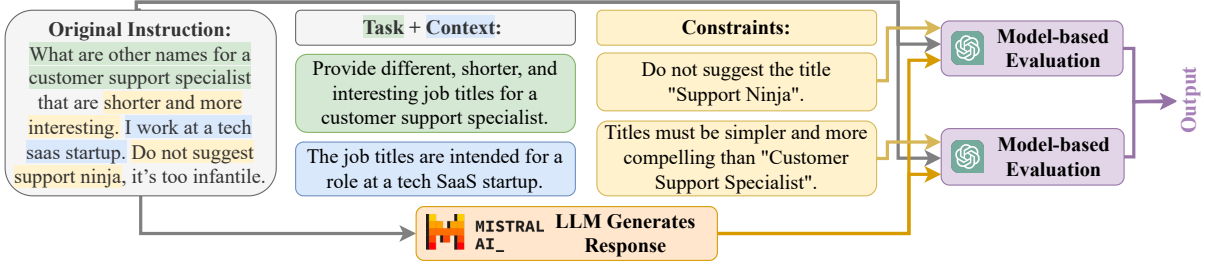 Original Instruction:
What are other names for a
customer support specialist
that are shorter and more
interesting. I work at a tech
saas startup. Do not suggest
support ninja, it's too infantile.
Task + Context:
Provide different, shorter, and
interesting job titles for a
customer support specialist.
The job titles are intended for a
role at a tech SaaS startup.
Constraints:
Do not suggest the title
"Support Ninja".
Titles must be simpler and more
compelling than "Customer
Support Specialist".
MISTRAL
AI_
LLM Generates
Response
Model-based
Evaluation
Model-based
Evaluation
Output